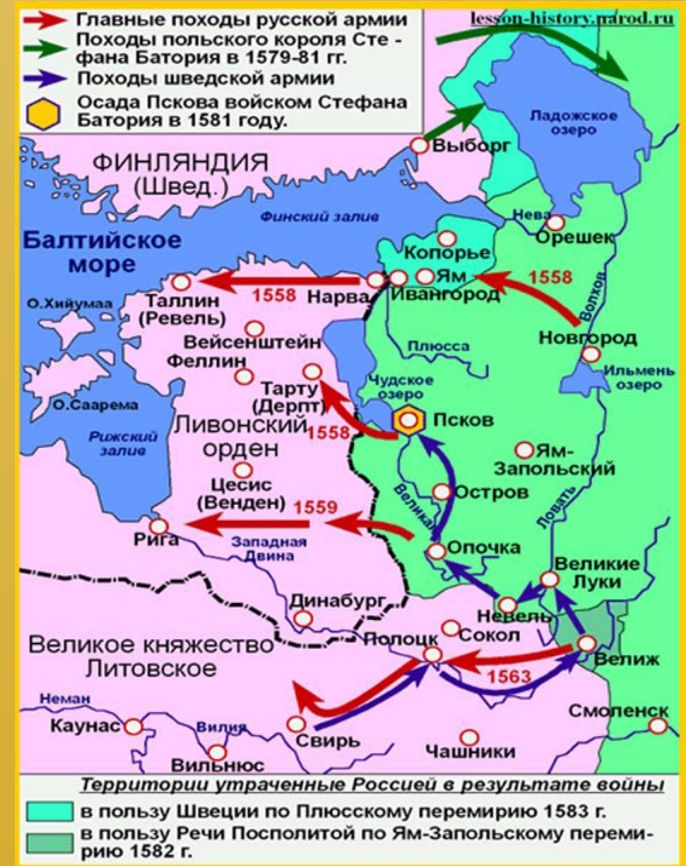 lesson-history.narod.ru
Главные походы русской армии
Походы польского короля Сте -
фана Батория в 1579-81 гг.
Походы шведской армии
Осада Пскова войском Стефана
Батория в 1581 году.
Ладожское
озеро
Выборг
ФИНЛЯНДИЯ
(Швед.)
Финский залив
Нева
Орешек
Балтийское
море
Копорье
Ям
1558
Ивангород
Нарва
1558
Таллин
(Ревель)
О.Хийумаа
Волхов
Новгород
Вейсенштейн
Плюсса
Феллин
Ильмень
озеро
Чудское
озеро
Тарту
(Дерпт)
О.Саарема
Псков
Ливонский
орден
1558
Рижский
залив
Ям-
Запольский
Цесис
(Венден)
Остров
Великая
Ловать
1559
Рига
Западная
Двина
Опочка
Великие
Луки
Динабург
Невель
Полоцк
Сокол
Велиж
Великое княжество
Литовское
1563
Неман
Смоленск
Каунас
Вилия
Свирь
Чашники
Вильнюс
Территории утраченные Россией в результате войны
в пользу Швеции по Плюсскому перемирию 1583 г.
в пользу Речи Посполитой по Ям-Запольскому переми-
рию 1582 г.